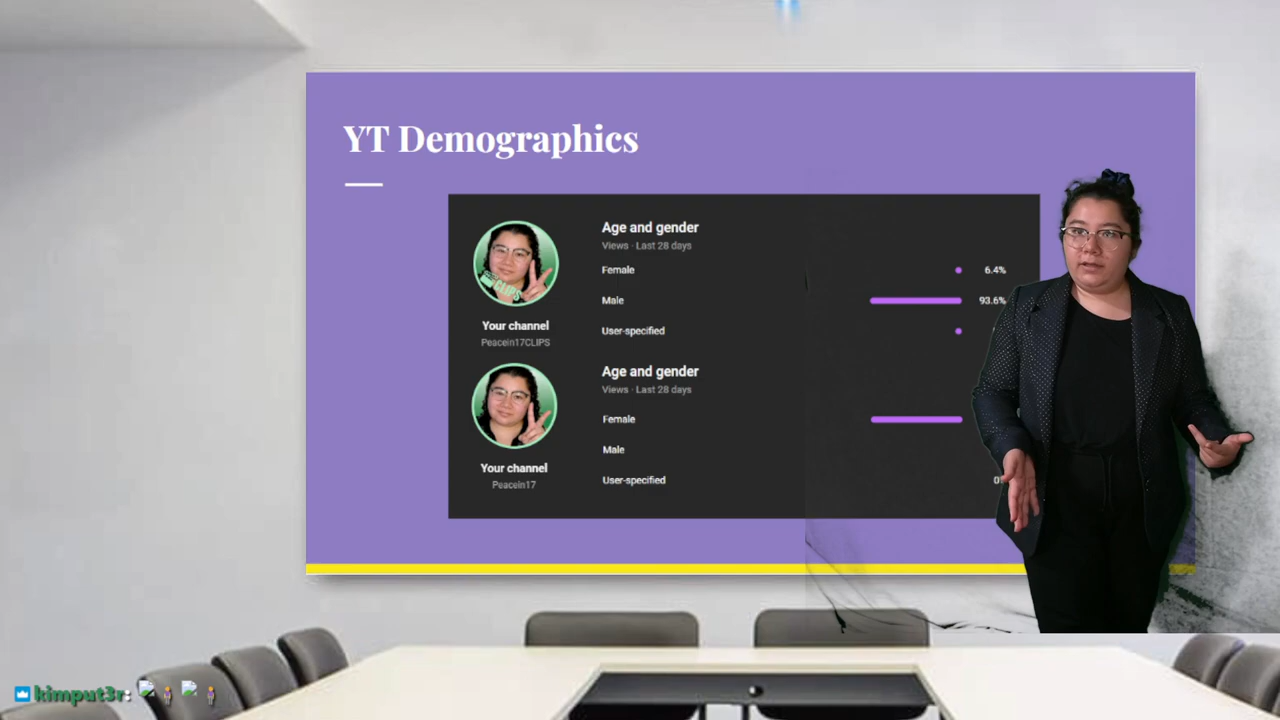 YT Demographics
Age and gender
Views · Last 28 days
Female 6.4%
Male 93.6%
User-specified
CLIPS
Your channel
Peacein17CLIPS
Age and gender
Views · Last 28 days
Female
Male
User-specified
Your channel
Peacein17
kimput3r: